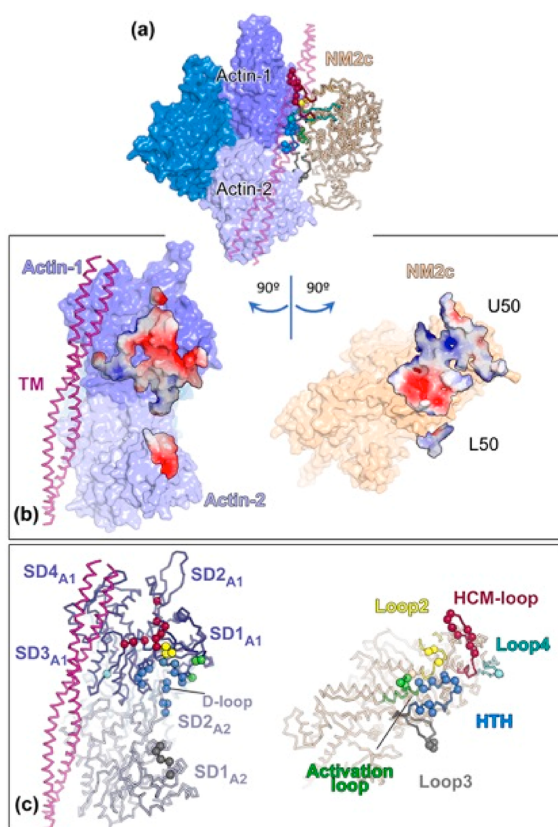 (a)
NM2c
Actin-1
Actin-2
Actin-1
90º 90º
NM2c
U50
TM
L50
(b)
Actin-2
SD4A1
SD2A1
HCM-loop
Loop2
SD1A1
Loop4
SD3A1
D-loop
SD2A2
HTH
SD1A2
Activation
loop
Loop3
(c)